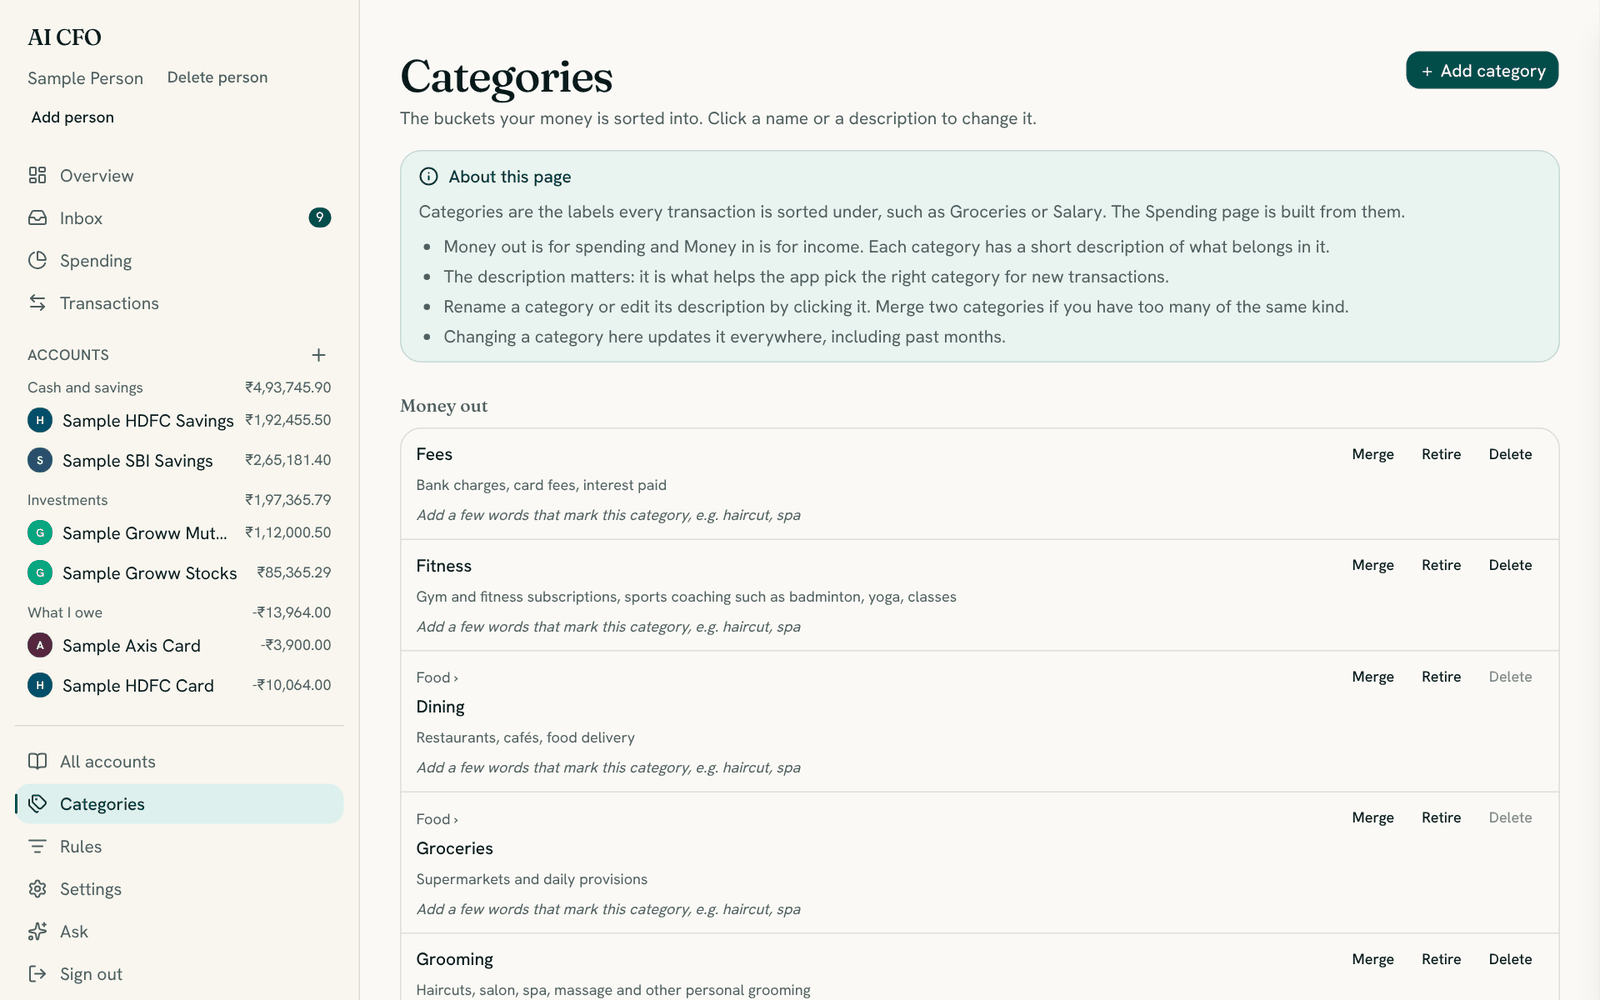 AI CFO
Sample Person
Delete person
Add person
Overview
Inbox
9
Spending
Transactions
ACCOUNTS
Cash and savings
₹4,93,745.90
H
Sample HDFC Savings
₹1,92,455.50
S
Sample SBI Savings
₹2,65,181.40
Investments
₹1,97,365.79
G
Sample Groww Mut...
₹1,12,000.50
G
Sample Groww Stocks
₹85,365.29
What I owe
-₹13,964.00
A
Sample Axis Card
-₹3,900.00
H
Sample HDFC Card
-₹10,064.00
All accounts
Categories
Rules
Settings
Ask
Sign out
Categories
+ Add category
The buckets your money is sorted into. Click a name or a description to change it.
About this page
Categories are the labels every transaction is sorted under, such as Groceries or Salary. The Spending page is built from them.
• Money out is for spending and Money in is for income. Each category has a short description of what belongs in it.
• The description matters: it is what helps the app pick the right category for new transactions.
• Rename a category or edit its description by clicking it. Merge two categories if you have too many of the same kind.
• Changing a category here updates it everywhere, including past months.
Money out
Fees
Merge Retire Delete
Bank charges, card fees, interest paid
Add a few words that mark this category, e.g. haircut, spa
Fitness
Merge Retire Delete
Gym and fitness subscriptions, sports coaching such as badminton, yoga, classes
Add a few words that mark this category, e.g. haircut, spa
Food ›
Merge Retire Delete
Dining
Restaurants, cafés, food delivery
Add a few words that mark this category, e.g. haircut, spa
Food ›
Merge Retire Delete
Groceries
Supermarkets and daily provisions
Add a few words that mark this category, e.g. haircut, spa
Grooming
Merge Retire Delete
Haircuts, salon, spa, massage and other personal grooming